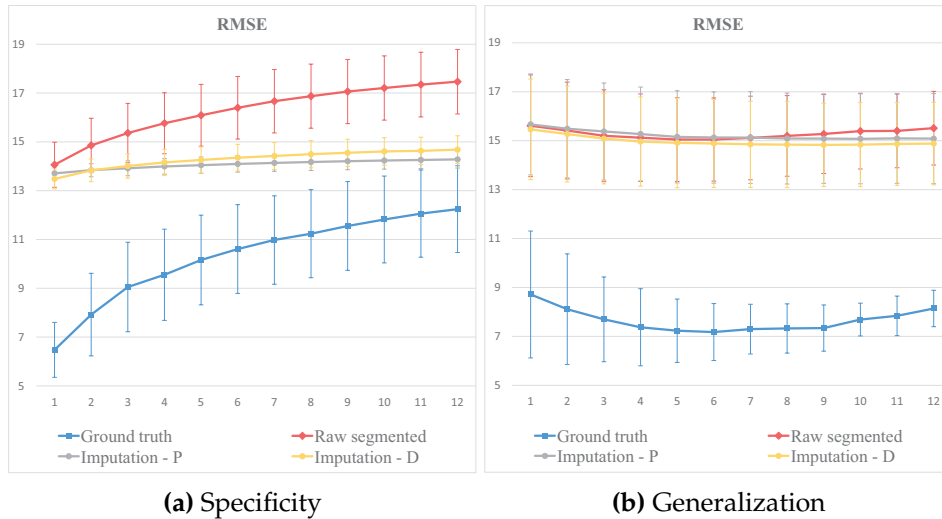 RMSE
19
17
15
13
11
9
7
5
1 2 3 4 5 6 7 8 9 10 11 12
Ground truth Raw segmented
Imputation - P Imputation - D
(a) Specificity
RMSE
19
17
15
13
11
9
7
5
1 2 3 4 5 6 7 8 9 10 11 12
Ground truth Raw segmented
Imputation - P Imputation - D
(b) Generalization